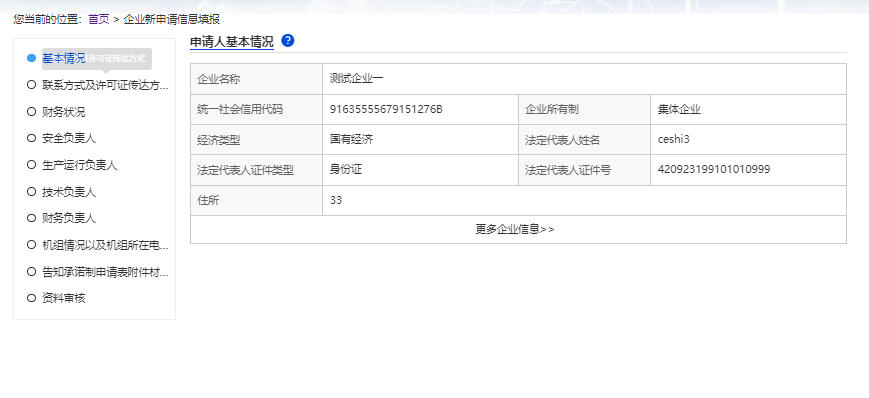 您当前的位置：首页 > 企业新申请信息填报
申请人基本情况 ?
基本情况
许可证传达方式
联系方式及许可证传达方...
财务状况
安全负责人
生产运行负责人
技术负责人
财务负责人
机组情况以及机组所在电...
告知承诺制申请表附件材...
资料审核
企业名称 测试企业一
统一社会信用代码 91635555679151276B 企业所有制 集体企业
经济类型 国有经济 法定代表人姓名 ceshi3
法定代表人证件类型 身份证 法定代表人证件号 420923199101010999
住所 33
更多企业信息>>